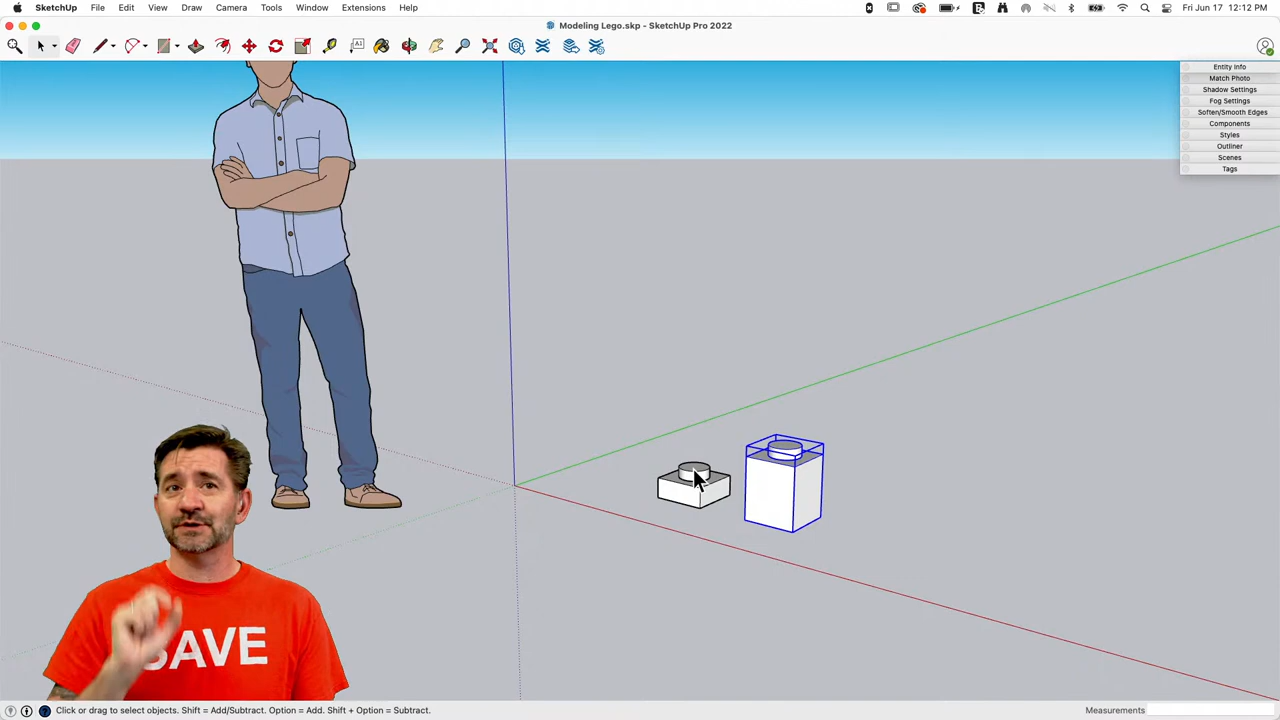 SketchUp File Edit View Draw Camera Tools Window Extensions Help Fri Jun 17 12:12 PM
Modeling Lego.skp - SketchUp Pro 2022
A1
Entity Info
Match Photo
Shadow Settings
Fog Settings
Soften/Smooth Edges
Components
Styles
Outliner
Scenes
Tags
SAVE
Click or drag to select objects. Shift = Add/Subtract. Option = Add. Shift + Option = Subtract. Measurements